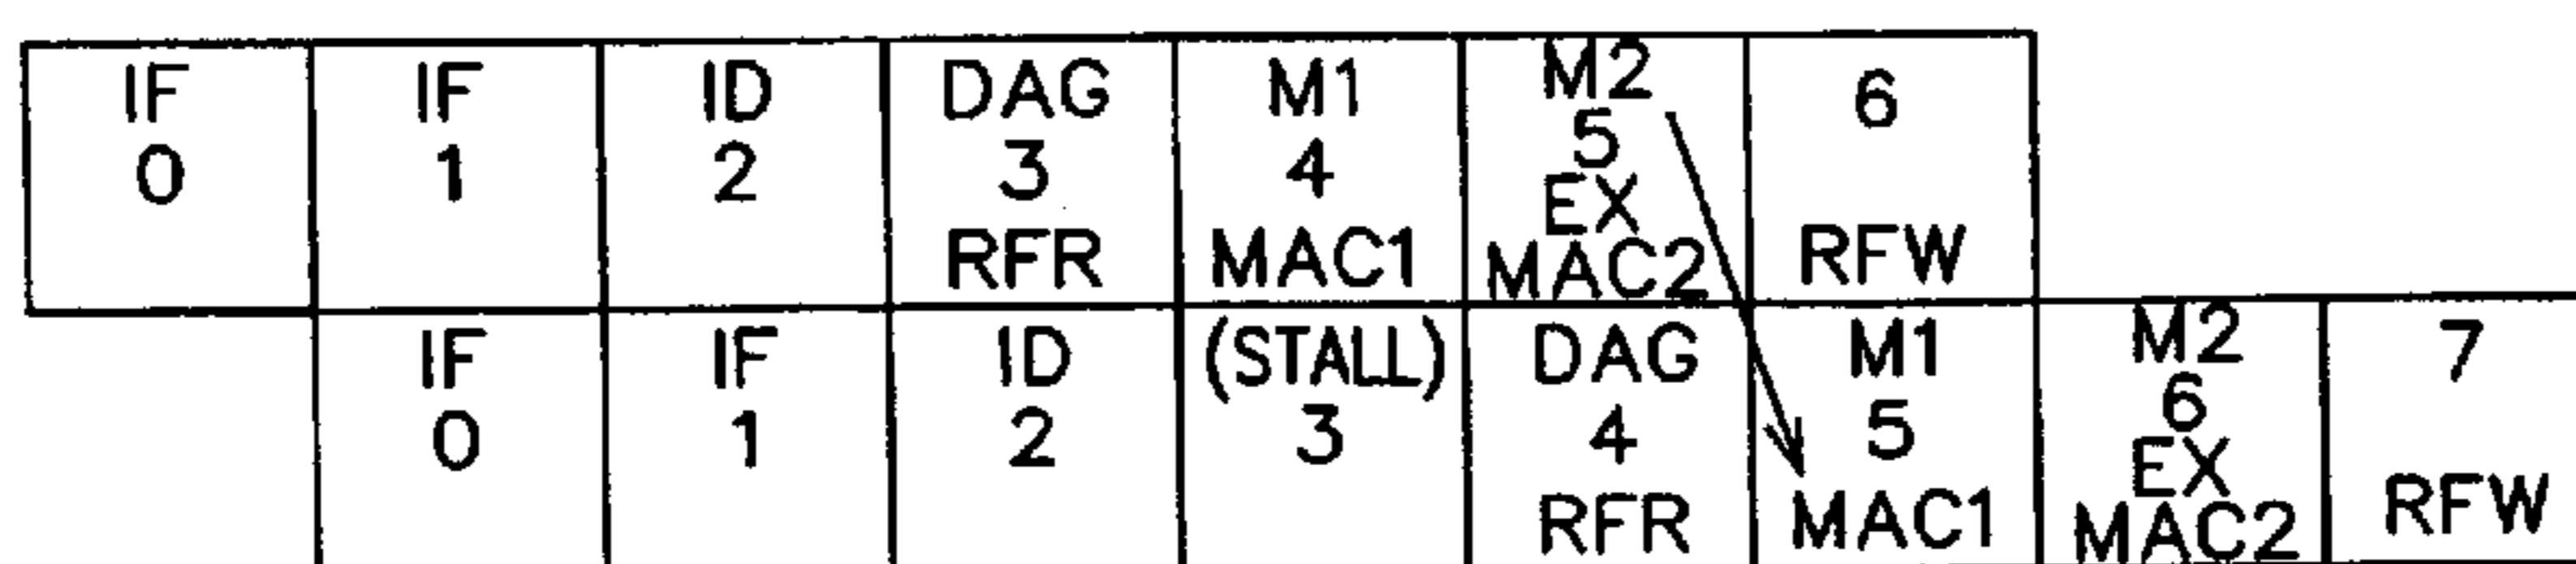 IF IF ID DAG M1 M2 6
0 1 2 3 4 5
EX
RFR MAC1 MAC2 RFW
IF IF ID (STALL) DAG M1 M2 7
0 1 2 3 4 5 6
EX
RFR MAC1 MAC2 RFW